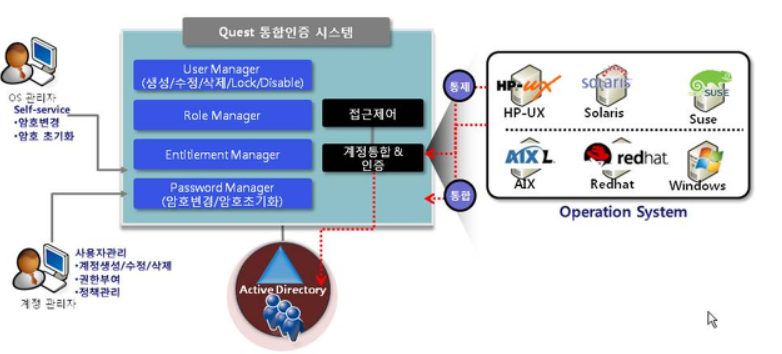 Quest 통합인증 시스템
User Manager
(생성/수정/삭제/Lock/Disable)
Role Manager
Entitlement Manager
Password Manager
(암호변경/암호초기화)
접근제어
계정통합 &
인증
OS 관리자
Self-service
•암호변경
•암호 초기화
사용자관리
•계정생성/수정/삭제
•권한부여
•정책관리
계정 관리자
Active Directory
통제
통합
HP-UX
HP-UX
solaris
Solaris
SUSE
Suse
AIX L
AIX
redhat
Redhat
Windows
Operation System